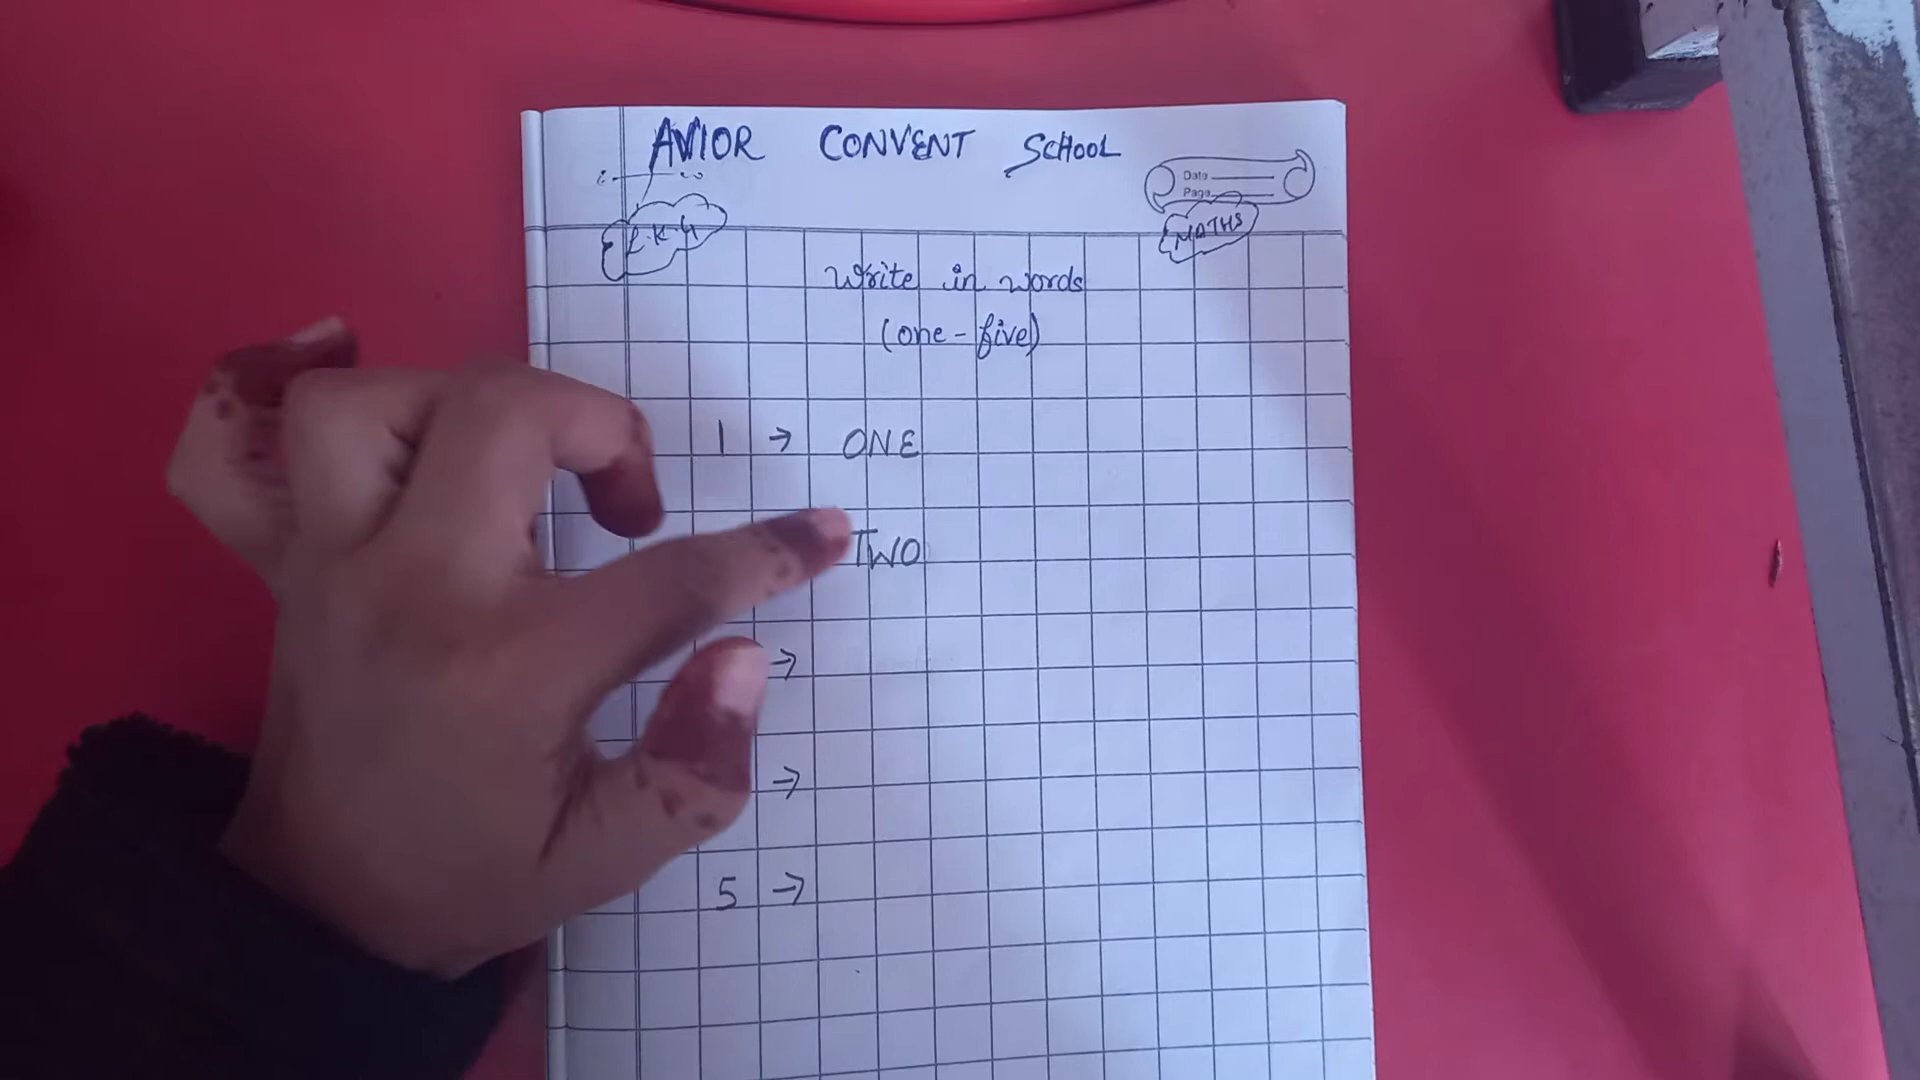 AVIOR CONVENT SCHOOL
Date
Page
L.K.G
MATHS
Write in words
(one - five)
1 → ONE
TWO
→
→
5 →